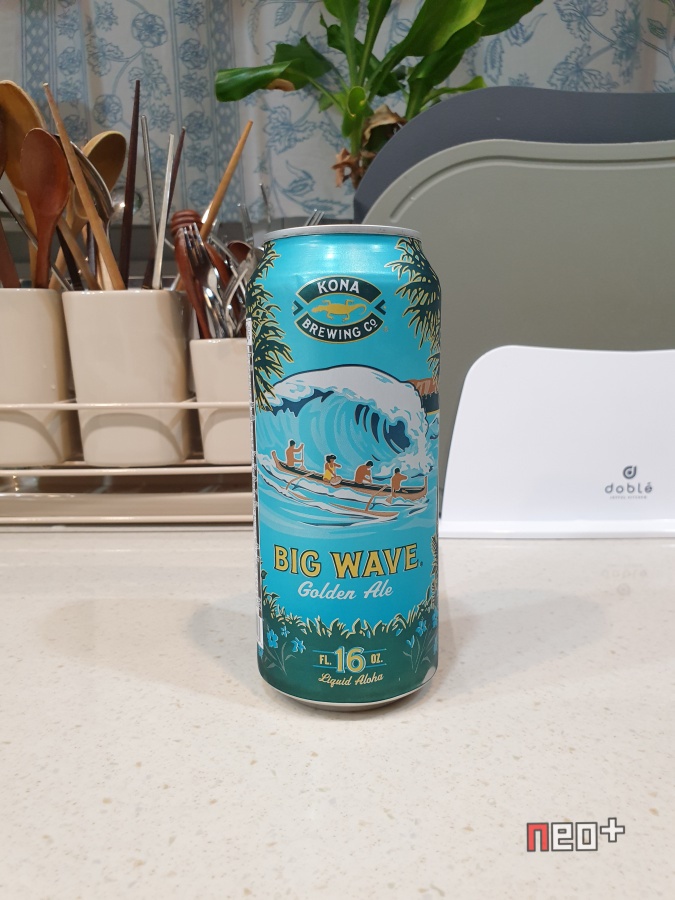 KONA
BREWING CO
BIG WAVE®
Golden Ale
FL. 16 OZ.
Liquid Aloha
doblé
neo+